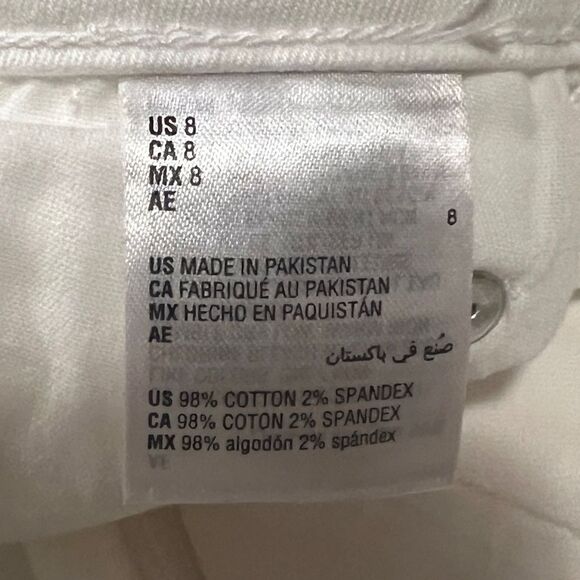 US 8
CA 8
MX 8
AE
8
US MADE IN PAKISTAN
CA FABRIQUÉ AU PAKISTAN
MX HECHO EN PAQUISTÁN
AE
صُنع في باكستان
US 98% COTTON 2% SPANDEX
CA 98% COTON 2% SPANDEX
MX 98% algodón 2% spándex
AE